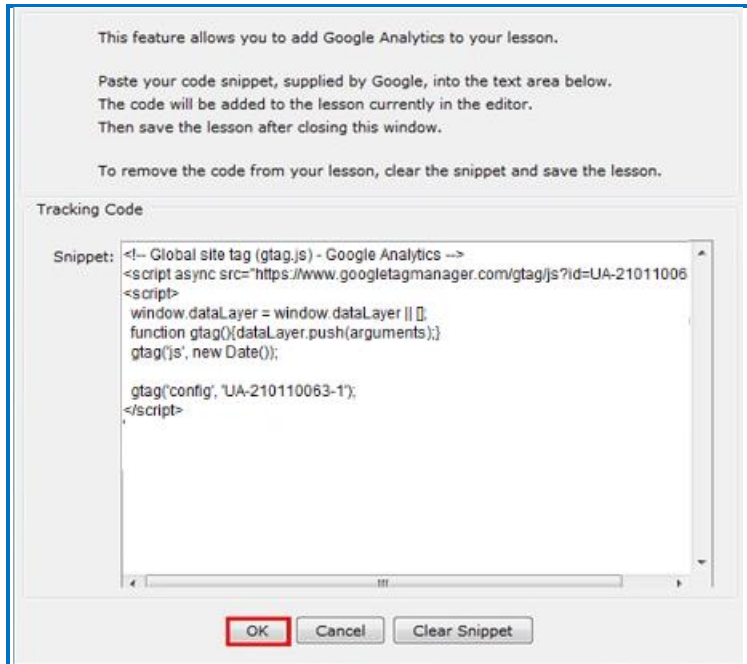 This feature allows you to add Google Analytics to your lesson.
Paste your code snippet, supplied by Google, into the text area below.
The code will be added to the lesson currently in the editor.
Then save the lesson after closing this window.
To remove the code from your lesson, clear the snippet and save the lesson.
Tracking Code
Snippet:
<!-- Global site tag (gtag.js) - Google Analytics -->
<script async src="https://www.googletagmanager.com/gtag/js?id=UA-21011006
<script>
window.dataLayer = window.dataLayer || [];
function gtag(){dataLayer.push(arguments);}
gtag('js', new Date());
gtag('config', 'UA-210110063-1');
</script>
OK Cancel Clear Snippet